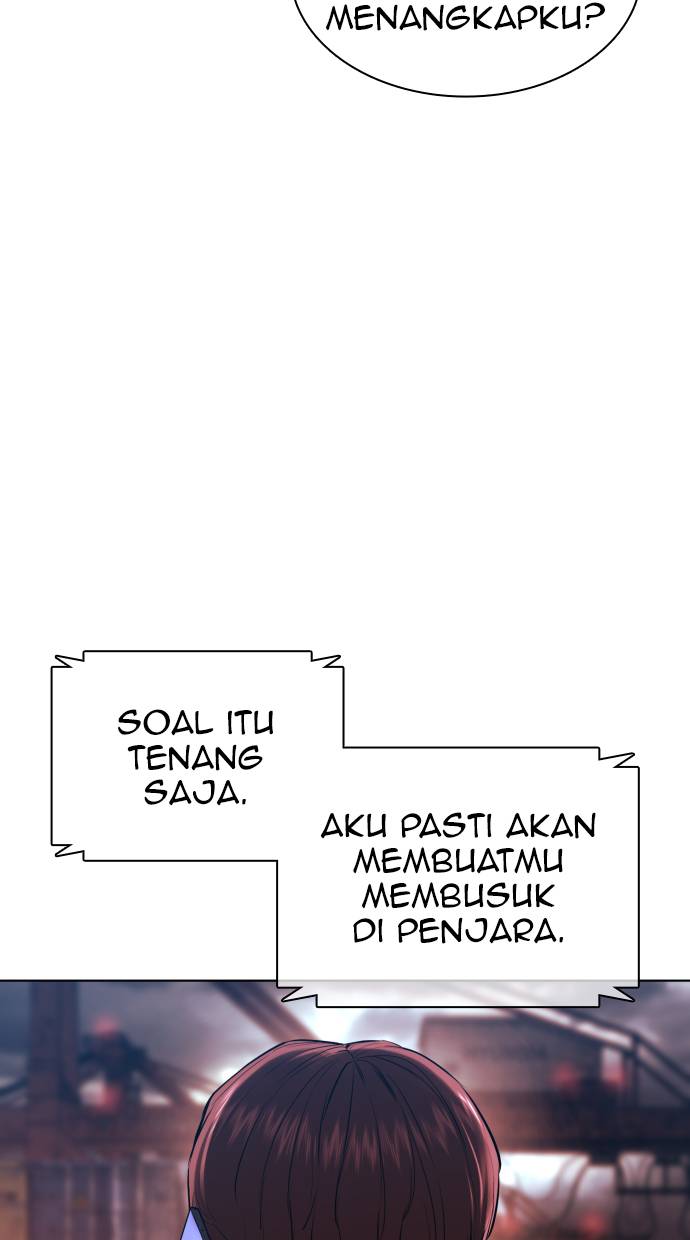 MENANGKAPKU?
SOAL ITU
TENANG
SAJA.
AKU PASTI AKAN
MEMBUATMU
MEMBUSUK
DI PENJARA.